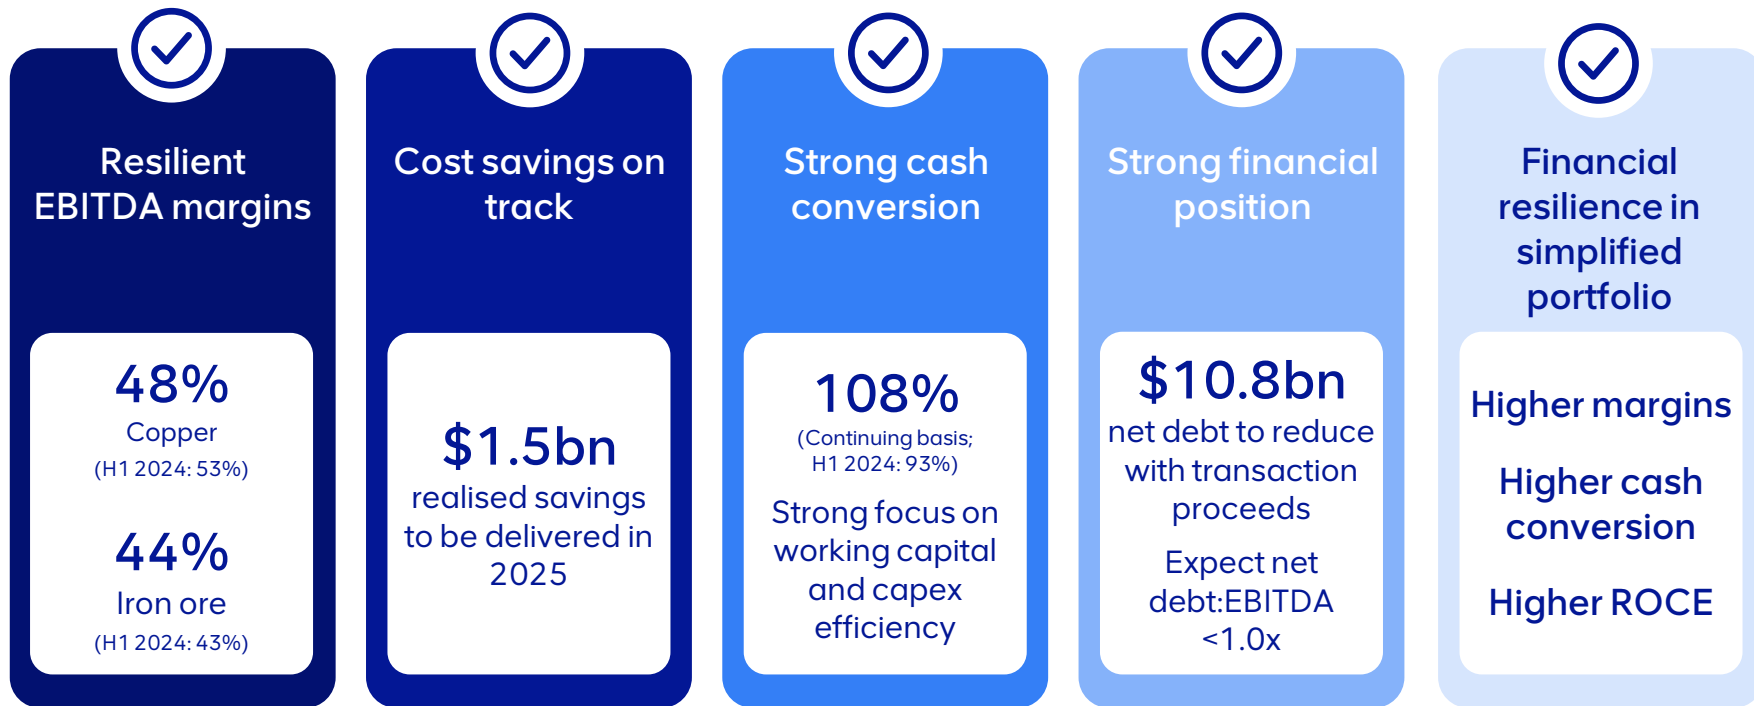 Resilient
EBITDA margins
48%
Copper
(H1 2024: 53%)
44%
Iron ore
(H1 2024: 43%)
Cost savings on
track
$1.5bn
realised savings
to be delivered in
2025
Strong cash
conversion
108%
(Continuing basis;
H1 2024: 93%)
Strong focus on
working capital
and capex
efficiency
Strong financial
position
$10.8bn
net debt to reduce
with transaction
proceeds
Expect net
debt:EBITDA
<1.0x
Financial
resilience in
simplified
portfolio
Higher margins
Higher cash
conversion
Higher ROCE